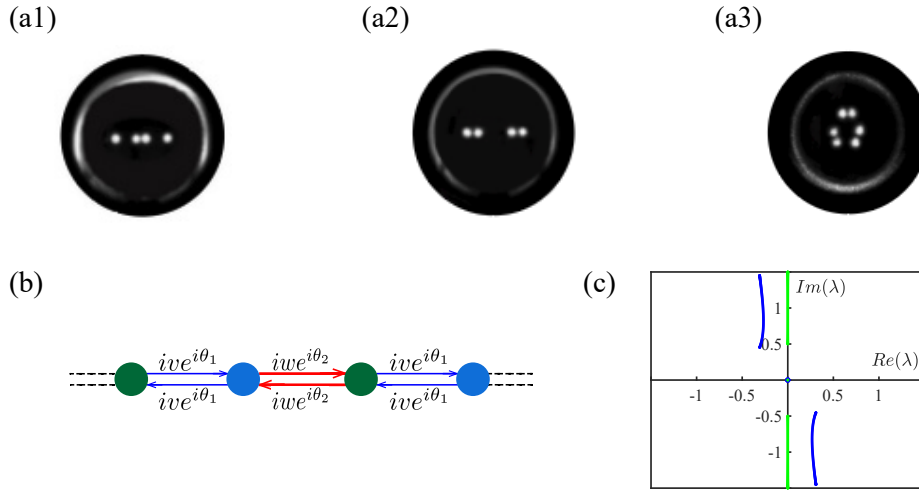 (a1)
(a2)
(a3)
(b)
ive^{iθ_1}
iwe^{iθ_2}
ive^{iθ_1}
ive^{iθ_1}
iwe^{iθ_2}
ive^{iθ_1}
(c)
Im(λ)
1
0.5
Re(λ)
-1
-0.5
0
0.5
1
-0.5
-1